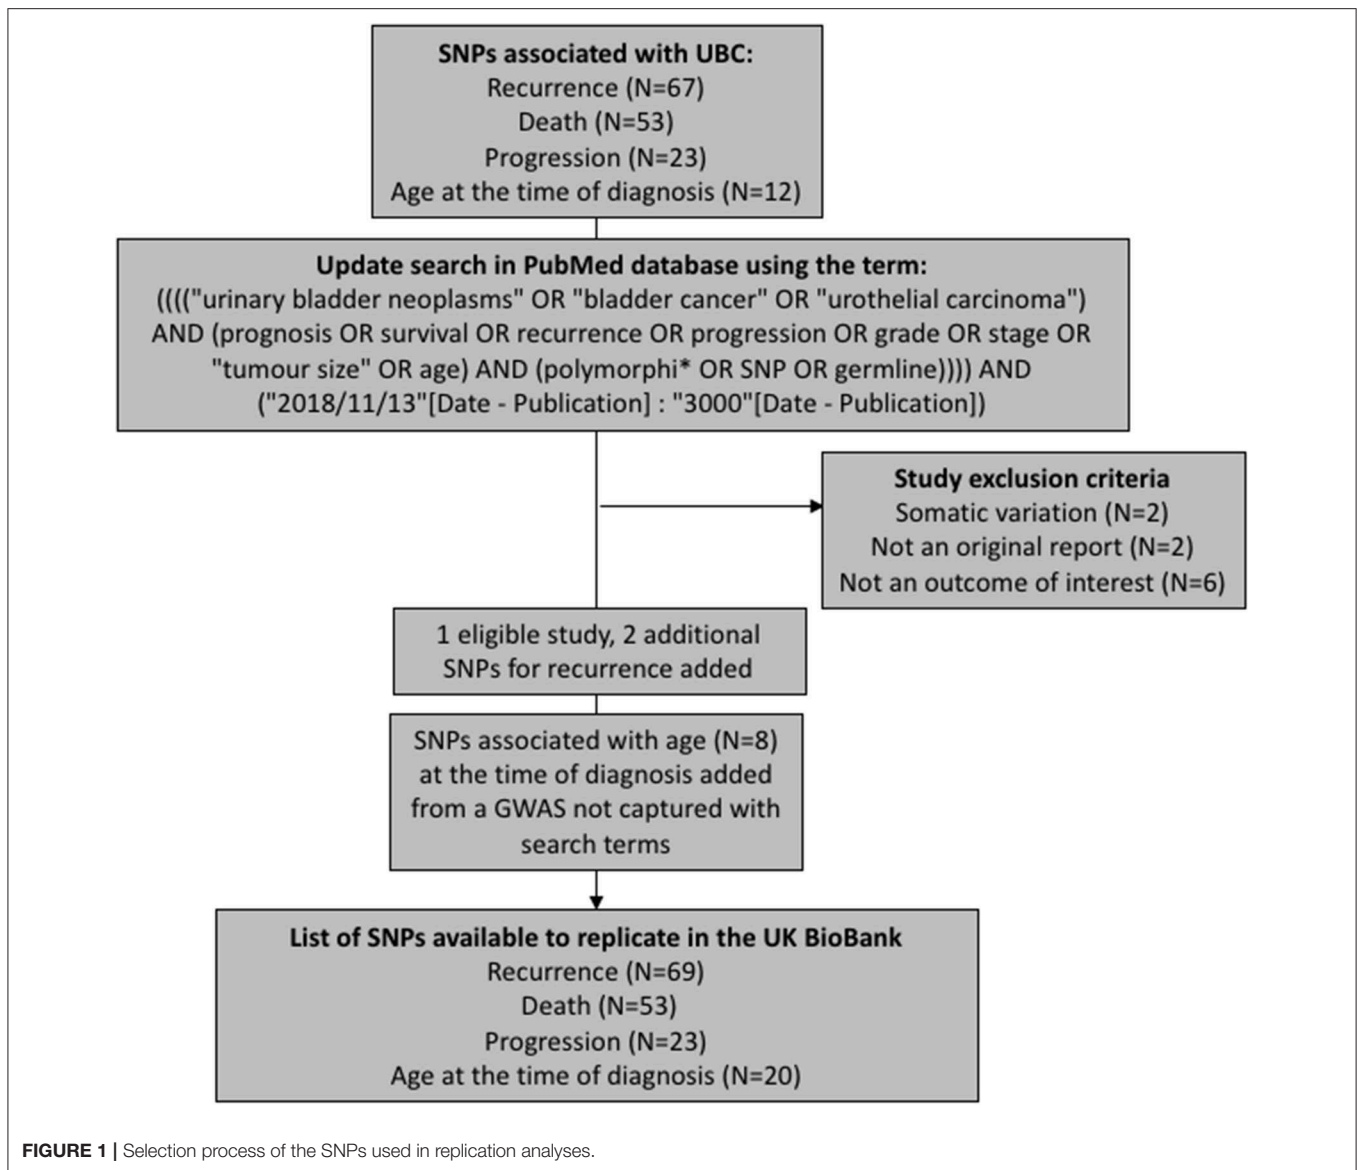 SNPs associated with UBC:
Recurrence (N=67)
Death (N=53)
Progression (N=23)
Age at the time of diagnosis (N=12)
Update search in PubMed database using the term:
(((("urinary bladder neoplasms" OR "bladder cancer" OR "urothelial carcinoma")
AND (prognosis OR survival OR recurrence OR progression OR grade OR stage OR
"tumour size" OR age) AND (polymorphi* OR SNP OR germline)))) AND
("2018/11/13"[Date - Publication] : "3000"[Date - Publication])
Study exclusion criteria
Somatic variation (N=2)
Not an original report (N=2)
Not an outcome of interest (N=6)
1 eligible study, 2 additional
SNPs for recurrence added
SNPs associated with age (N=8)
at the time of diagnosis added
from a GWAS not captured with
search terms
List of SNPs available to replicate in the UK BioBank
Recurrence (N=69)
Death (N=53)
Progression (N=23)
Age at the time of diagnosis (N=20)
FIGURE 1 | Selection process of the SNPs used in replication analyses.